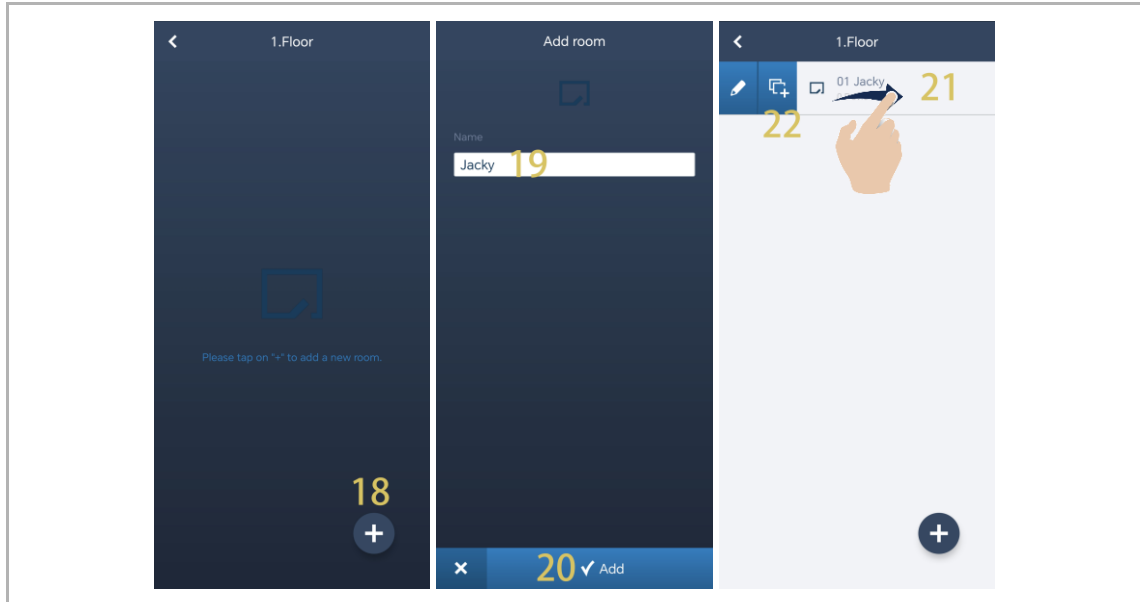 1.Floor
Please tap on "+" to add a new room.
18
Add room
Name
Jacky 19
20 Add
1.Floor
01 Jacky
21
22